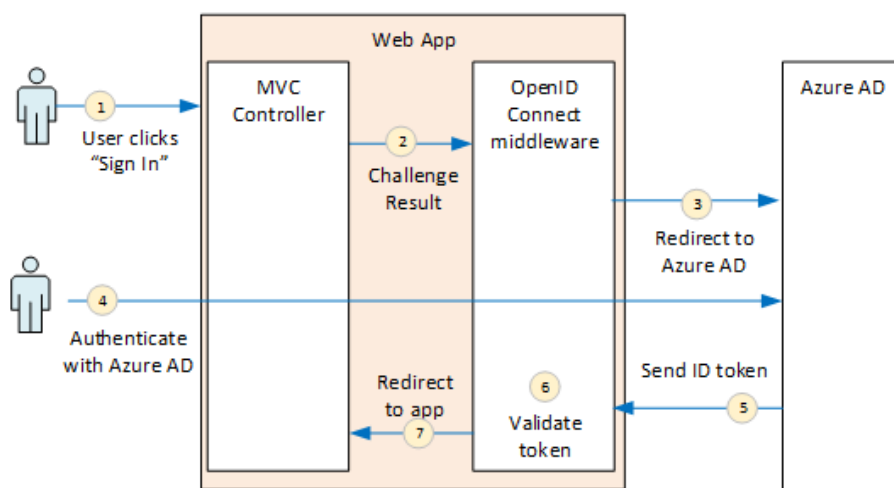 Web App
MVC
Controller
OpenID
Connect
middleware
Azure AD
1
User clicks
“Sign In”
2
Challenge
Result
3
Redirect to
Azure AD
4
Authenticate
with Azure AD
Send ID token
5
6
Validate
token
Redirect
to app
7